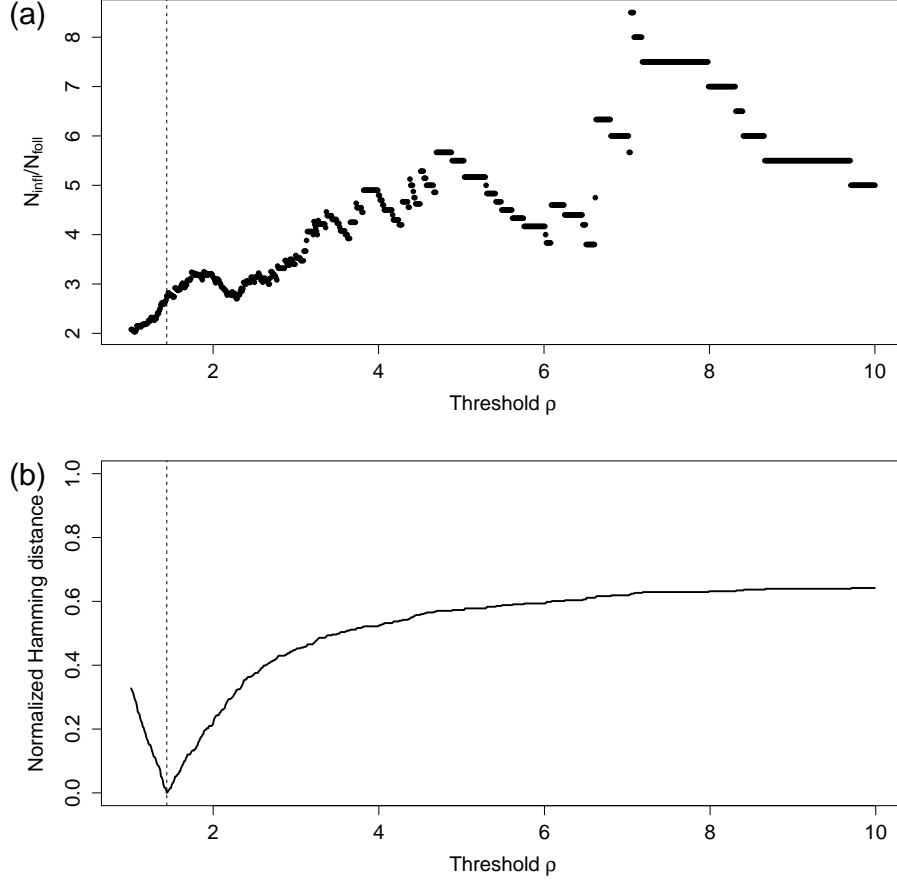 (a)
N_infl/N_foll
8
7
6
5
4
3
2
2 4 6 8 10
Threshold ρ
(b)
Normalized Hamming distance
1.0
0.8
0.6
0.4
0.2
0.0
2 4 6 8 10
Threshold ρ